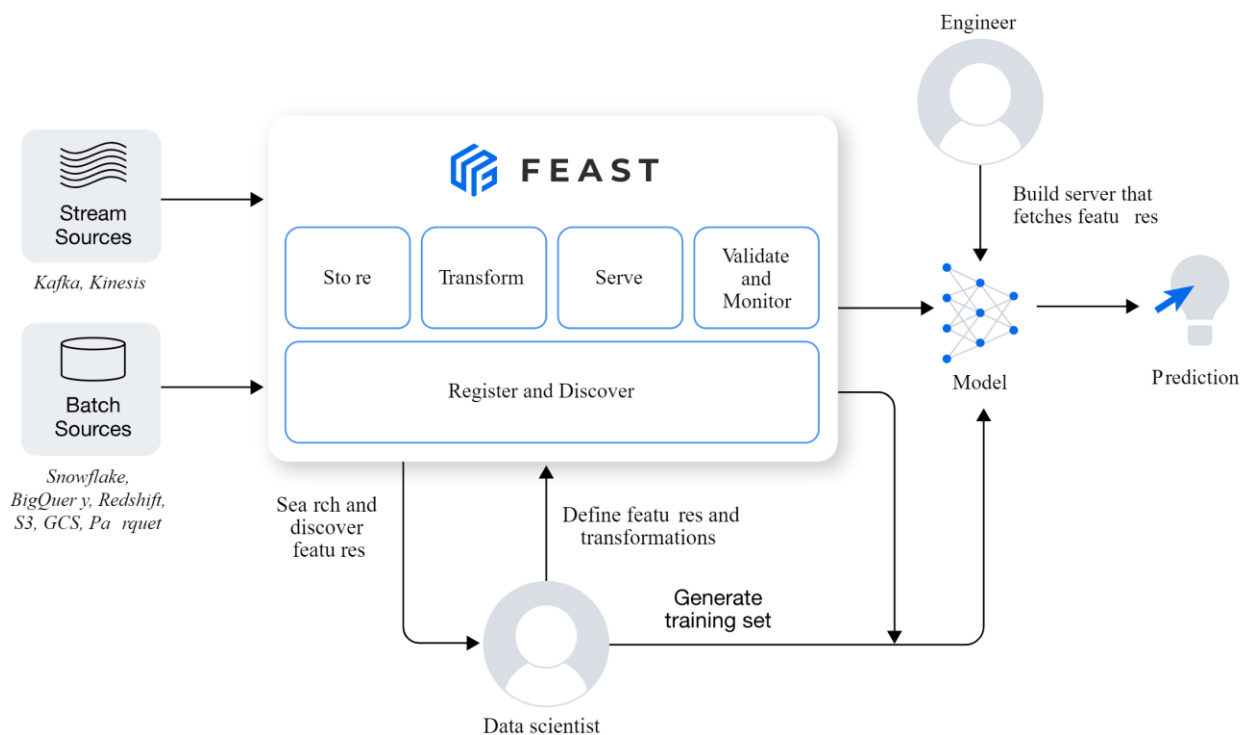 Engineer
FEAST
Stream
Sources
Kafka, Kinesis
Build server that
fetches featu res
Sto re
Transform
Serve
Validate
and
Monitor
Batch
Sources
Snowflake,
BigQuer y, Redshift,
S3, GCS, Pa rquet
Register and Discover
Model
Prediction
Sea rch and
discover
featu res
Define featu res and
transformations
Generate
training set
Data scientist